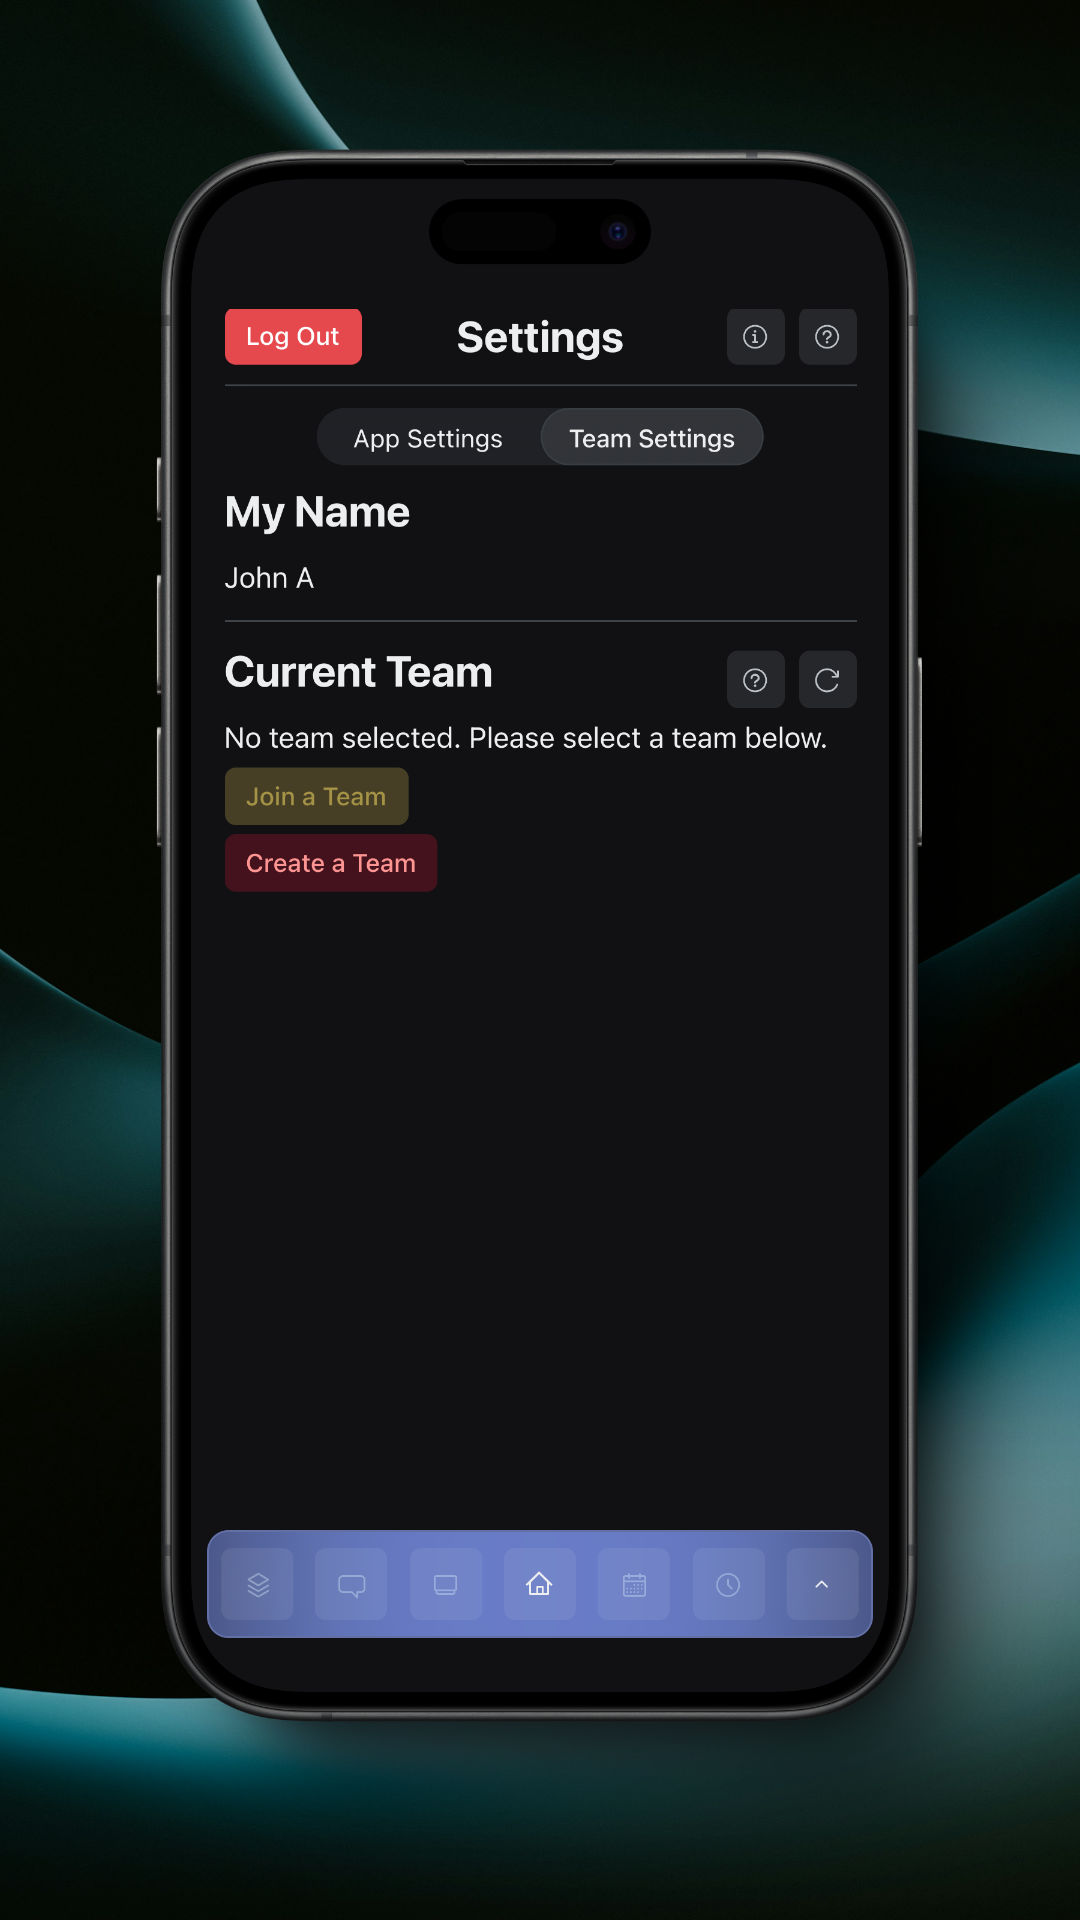 Log Out
Settings
App Settings
Team Settings
My Name
John A
Current Team
No team selected. Please select a team below.
Join a Team
Create a Team